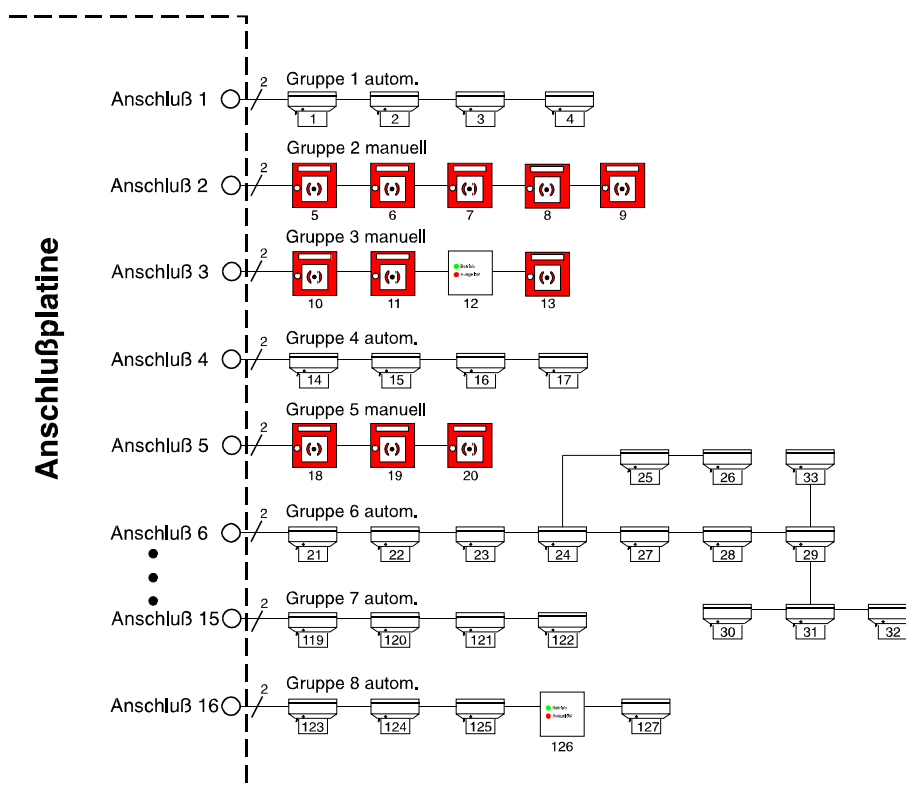 Anschlußplatine
Gruppe 1 autom.
Anschluß 1
2
1 2 3 4
Gruppe 2 manuell
Anschluß 2
2
5 6 7 8 9
Gruppe 3 manuell
Anschluß 3
2
Betrieb
10 11 12 13
Gruppe 4 autom.
Anschluß 4
2
14 15 16 17
Gruppe 5 manuell
Anschluß 5
2
18 19 20
25 26 33
Gruppe 6 autom.
Anschluß 6
2
21 22 23 24 27 28 29
Gruppe 7 autom.
Anschluß 15
2
30 31 32
119 120 121 122
Gruppe 8 autom.
Anschluß 16
2
Betrieb
123 124 125 126 127